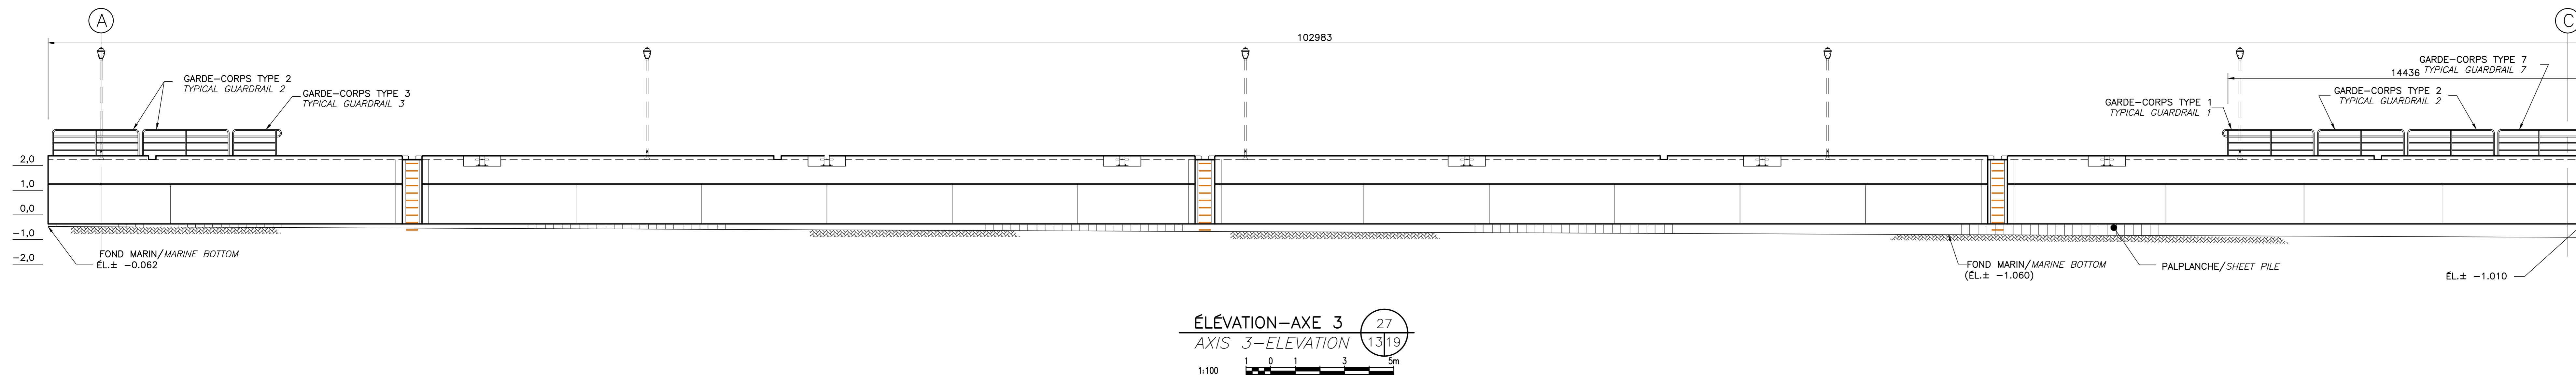 A
C
102983
GARDE-CORPS TYPE 2
TYPICAL GUARDRAIL 2
GARDE-CORPS TYPE 3
TYPICAL GUARDRAIL 3
GARDE-CORPS TYPE 7
TYPICAL GUARDRAIL 7
14436
GARDE-CORPS TYPE 2
TYPICAL GUARDRAIL 2
GARDE-CORPS TYPE 1
TYPICAL GUARDRAIL 1
2,0
1,0
0,0
-1,0
-2,0
FOND MARIN/MARINE BOTTOM
ÉL.± -0.062
FOND MARIN/MARINE BOTTOM
(ÉL.± -1.060)
PALPLANCHE/SHEET PILE
ÉL.± -1.010
ÉLÉVATION-AXE 3
AXIS 3-ELEVATION
27
13 19
1:100
1 0 1 3 5m